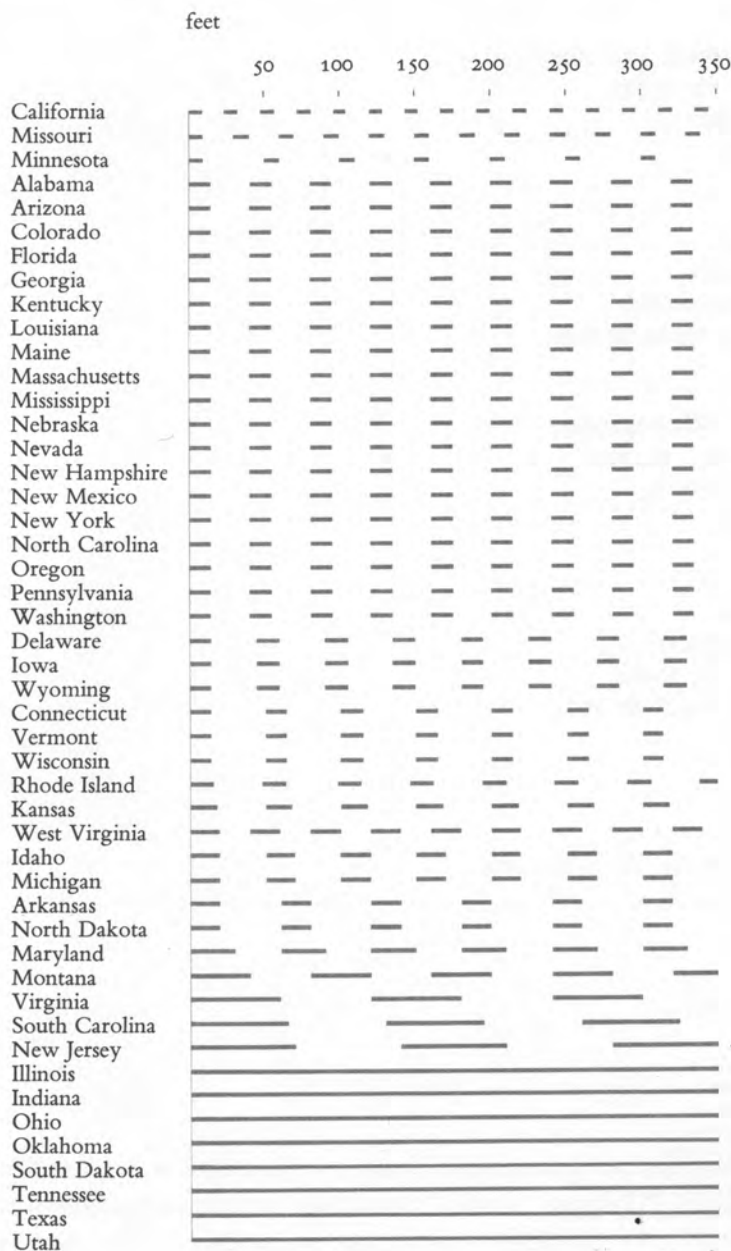 feet
50 100 150 200 250 300 350
California
Missouri
Minnesota
Alabama
Arizona
Colorado
Florida
Georgia
Kentucky
Louisiana
Maine
Massachusetts
Mississippi
Nebraska
Nevada
New Hampshire
New Mexico
New York
North Carolina
Oregon
Pennsylvania
Washington
Delaware
Iowa
Wyoming
Connecticut
Vermont
Wisconsin
Rhode Island
Kansas
West Virginia
Idaho
Michigan
Arkansas
North Dakota
Maryland
Montana
Virginia
South Carolina
New Jersey
Illinois
Indiana
Ohio
Oklahoma
South Dakota
Tennessee
Texas
Utah